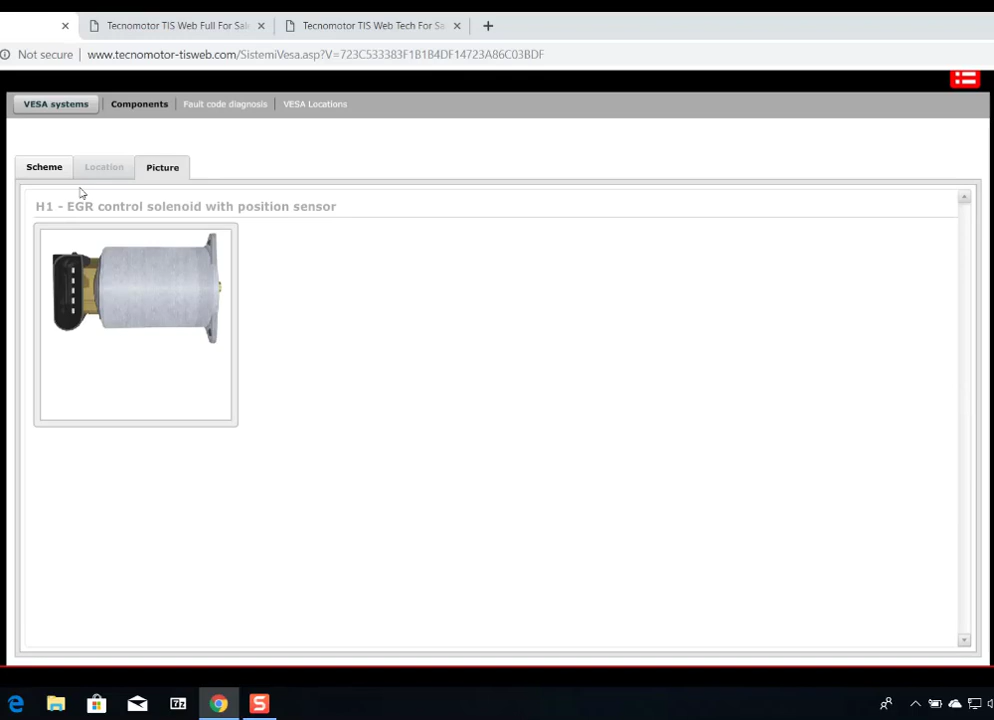 Tecnomotor TIS Web Full For Sal
Tecnomotor TIS Web Tech For Sa
Not secure
www.tecnomotor-tisweb.com/SistemiVesa.asp?V=723C533383F1B1B4DF14723A86C03BDF
VESA systems
Components
Fault code diagnosis
VESA Locations
Scheme
Location
Picture
H1 - EGR control solenoid with position sensor